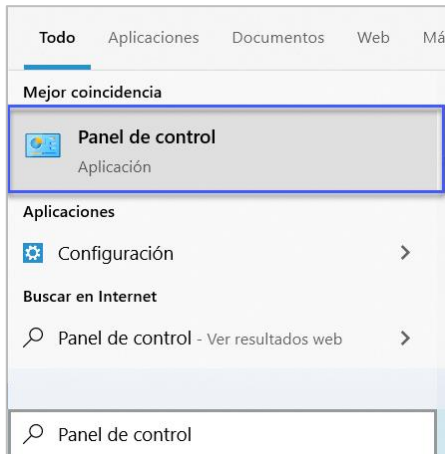 Todo Aplicaciones Documentos Web Má
Mejor coincidencia
Panel de control
Aplicación
Aplicaciones
Configuración
Buscar en Internet
Panel de control - Ver resultados web
Panel de control